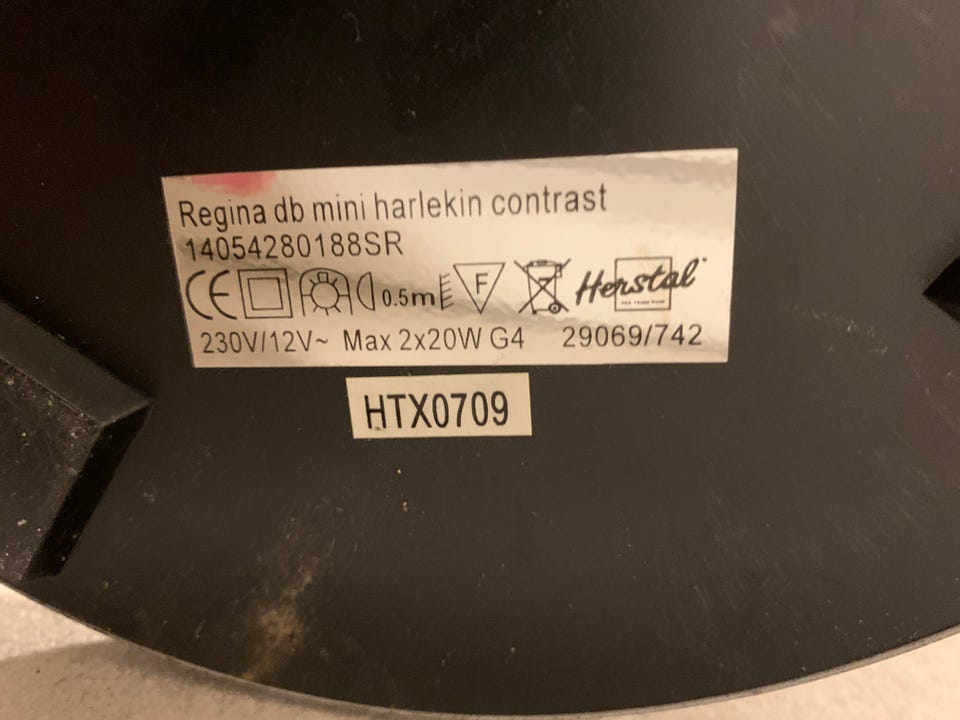 Regina db mini harlekin contrast
14054280188SR
CE 0.5m F Herstal
230V/12V~ Max 2x20W G4 29069/742
HTX0709